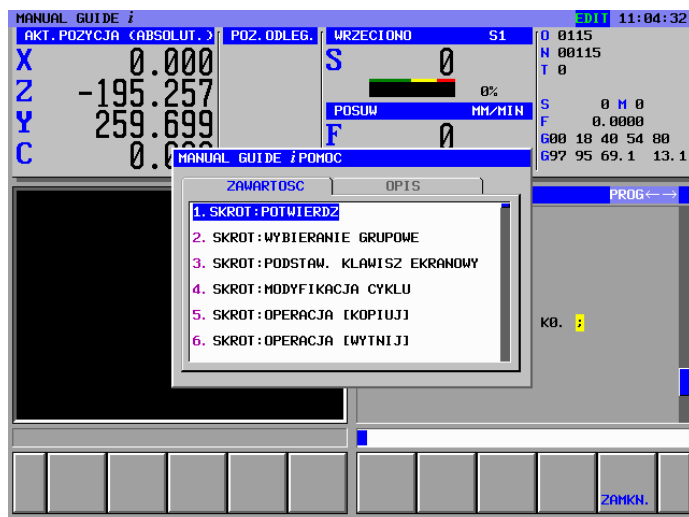 MANUAL GUIDE i
EDIT 11:04:32
AKT.POZYCJA (ABSOLUT.)
X 0.000
Z -195.257
Y 259.699
C
POZ.ODLEG.
WRZECIONO S1
S 0
0%
POSUW MM/MIN
F 0
O 0115
N 00115
T 0
S 0 M 0
F 0.0000
G00 18 40 54 80
G97 95 69.1 13.1
MANUAL GUIDE i POMOC
ZAWARTOSC OPIS
1. SKROT:POTWIERDZ
2. SKROT:WYBIERANIE GRUPOWE
3. SKROT:PODSTAW. KLAWISZ EKRANOWY
4. SKROT:MODYFIKACJA CYKLU
5. SKROT:OPERACJA [KOPIUJ]
6. SKROT:OPERACJA [WYTNIJ]
PROG←→
K0. ;
ZAMKN.